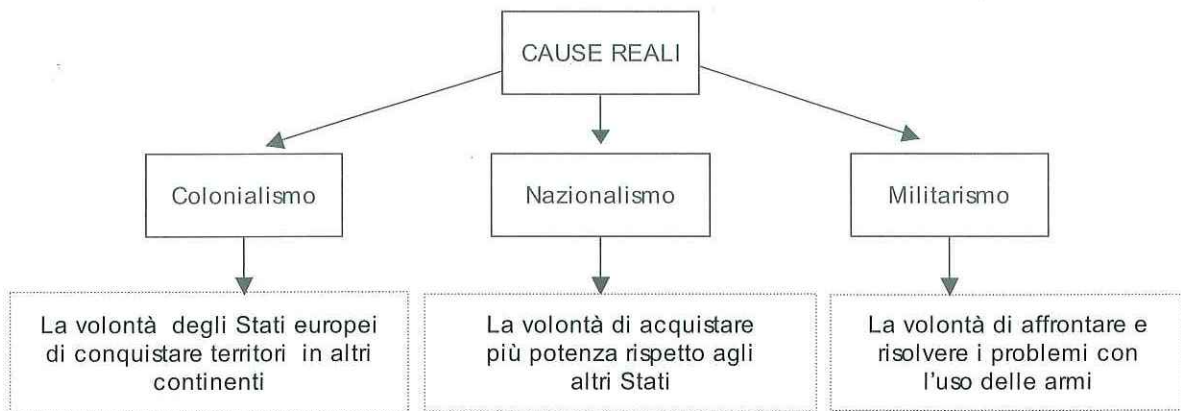 CAUSE REALI
Colonialismo
Nazionalismo
Militarismo
La volontà degli Stati europei
di conquistare territori in altri
continenti
La volontà di acquistare
più potenza rispetto agli
altri Stati
La volontà di affrontare e
risolvere i problemi con
l'uso delle armi